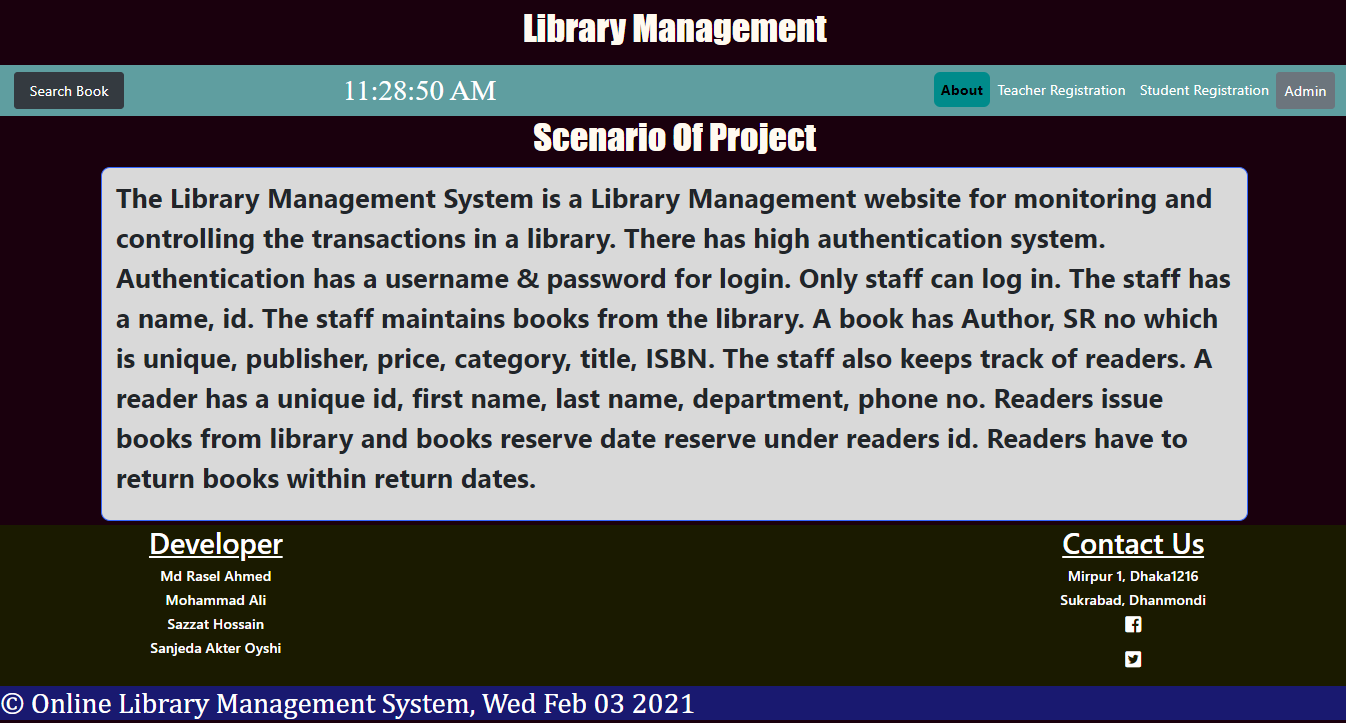 Library Management
Search Book
11:28:50 AM
About
Teacher Registration
Student Registration
Admin
Scenario Of Project
The Library Management System is a Library Management website for monitoring and
controlling the transactions in a library. There has high authentication system.
Authentication has a username & password for login. Only staff can log in. The staff has
a name, id. The staff maintains books from the library. A book has Author, SR no which
is unique, publisher, price, category, title, ISBN. The staff also keeps track of readers. A
reader has a unique id, first name, last name, department, phone no. Readers issue
books from library and books reserve date reserve under readers id. Readers have to
return books within return dates.
Developer
Md Rasel Ahmed
Mohammad Ali
Sazzat Hossain
Sanjeda Akter Oyshi
Contact Us
Mirpur 1, Dhaka1216
Sukrabad, Dhanmondi
© Online Library Management System, Wed Feb 03 2021